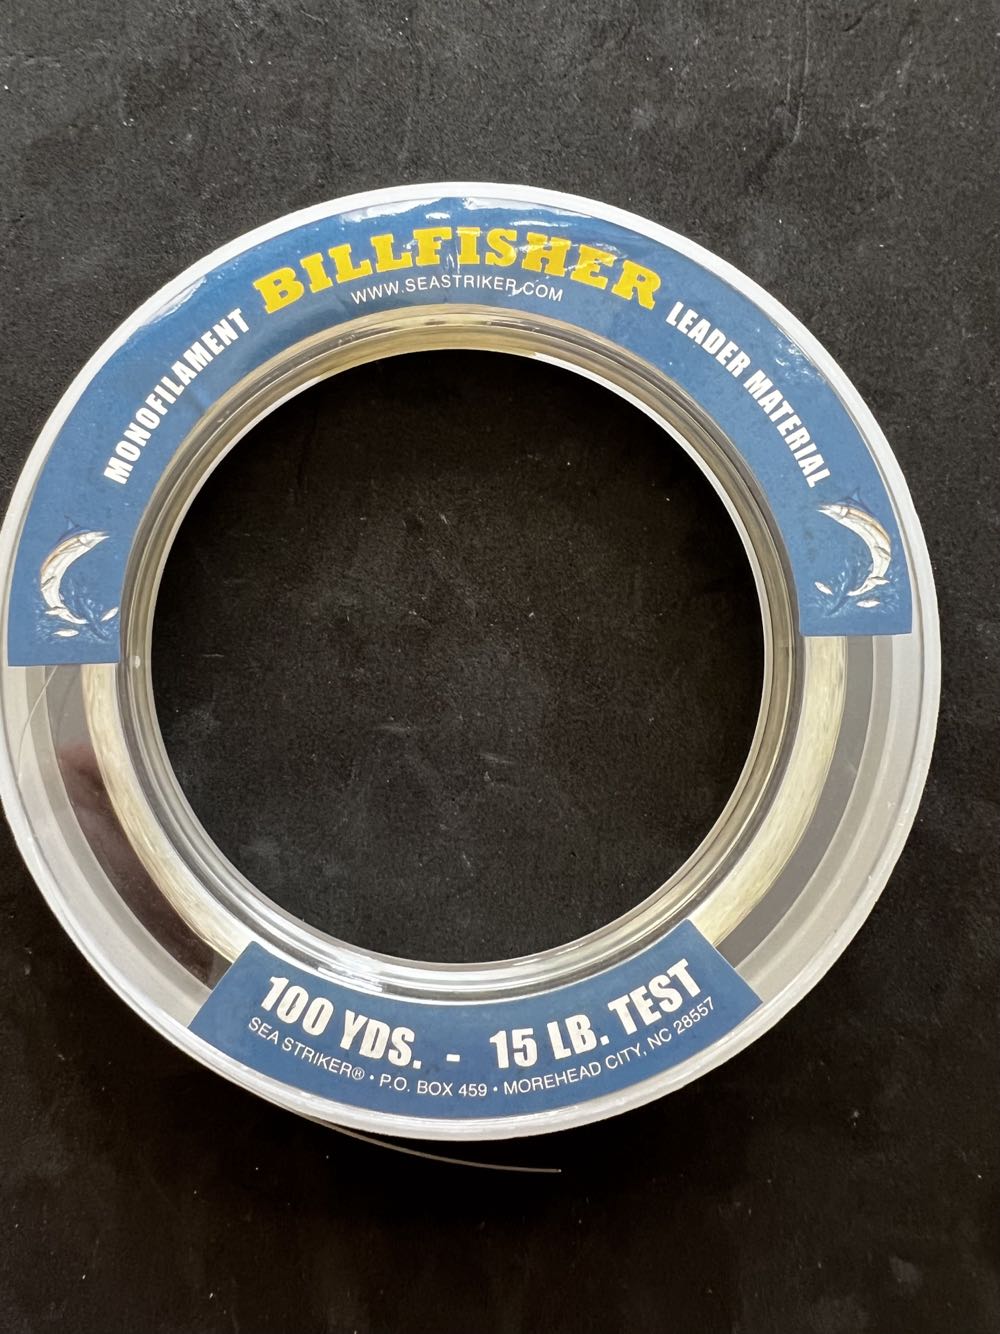 BILLFISHER
WWW.SEASTRIKER.COM
MONOFILAMENT
LEADER MATERIAL
100 YDS. - 15 LB. TEST
SEA STRIKER® • P.O. BOX 459 • MOREHEAD CITY, NC 28557